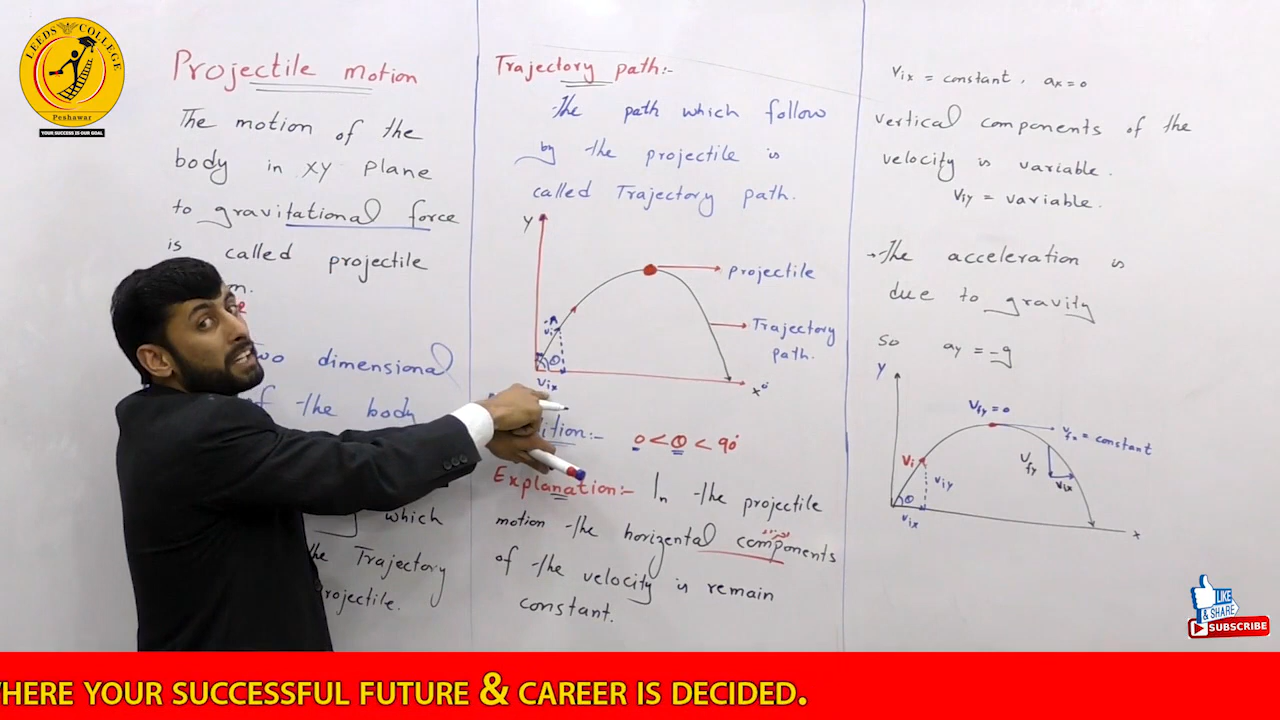 LEEDS COLLEGE
Peshawar
YOUR SUCCESS IS OUR GOAL
Projectile motion
The motion of the
body in XY plane
to gravitational force
is called projectile
Two dimensional
of the body
which
the Trajectory
Projectile.
Trajectory path:-
The path which follow
by the projectile is
called Trajectory path.
Y
projectile
Trajectory
path.
Vi
θ
Vix
X
0 < θ < 90°
Explanation:- In the projectile
motion the horizental components
of the velocity is remain
constant.
Vix = constant, ax = 0
vertical components of the
velocity is variable.
Viy = variable.
→ The acceleration is
due to gravity
So ay = -g
Y
Vfy = 0
Vfx = constant
Vi
Viy
Vfy
Vix
θ
Vix
X
LIKE
& SHARE
SUBSCRIBE
WHERE YOUR SUCCESSFUL FUTURE & CAREER IS DECIDED.